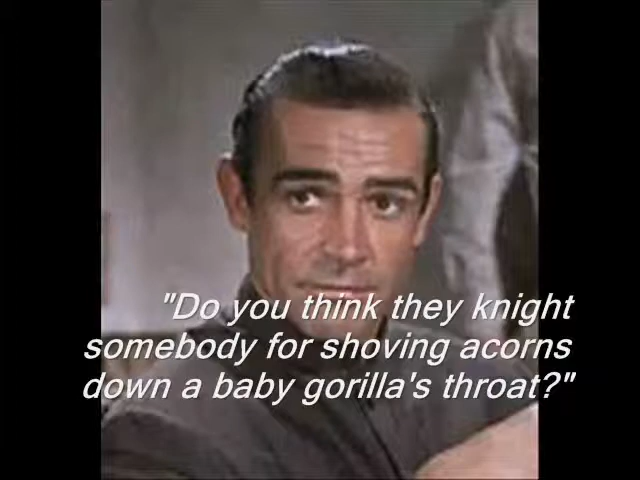 "Do you think they knight
somebody for shoving acorns
down a baby gorilla's throat?"